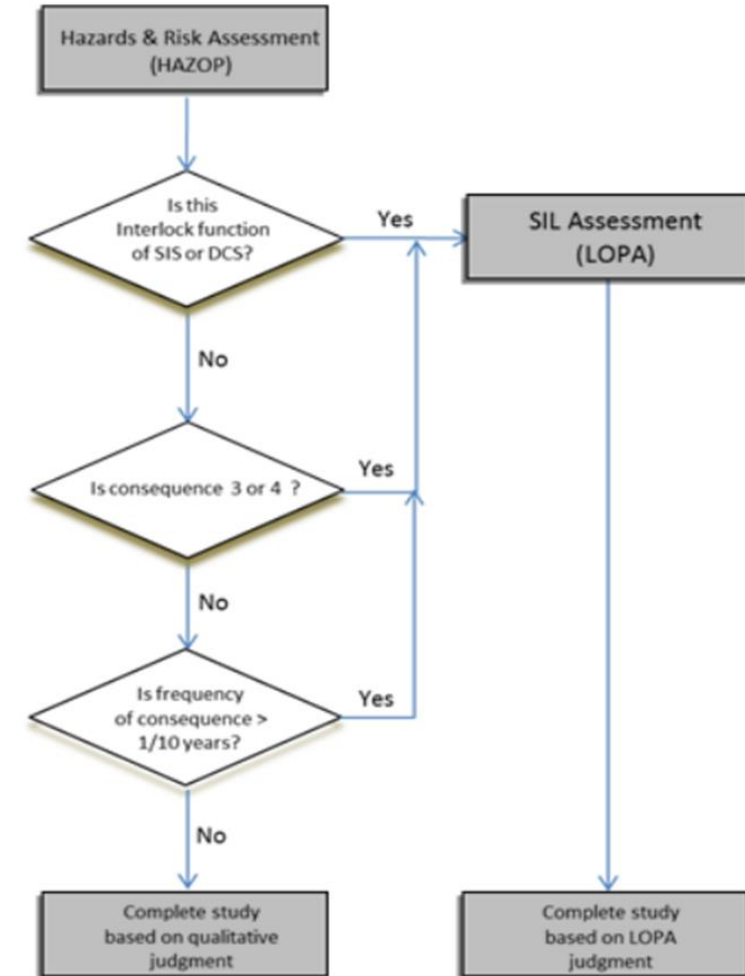 Hazards & Risk Assessment
(HAZOP)
Is this
Interlock function
of SIS or DCS?
Yes
SIL Assessment
(LOPA)
No
Is consequence 3 or 4 ?
Yes
No
Is frequency
of consequence >
1/10 years?
Yes
No
Complete study
based on qualitative
judgment
Complete study
based on LOPA
judgment